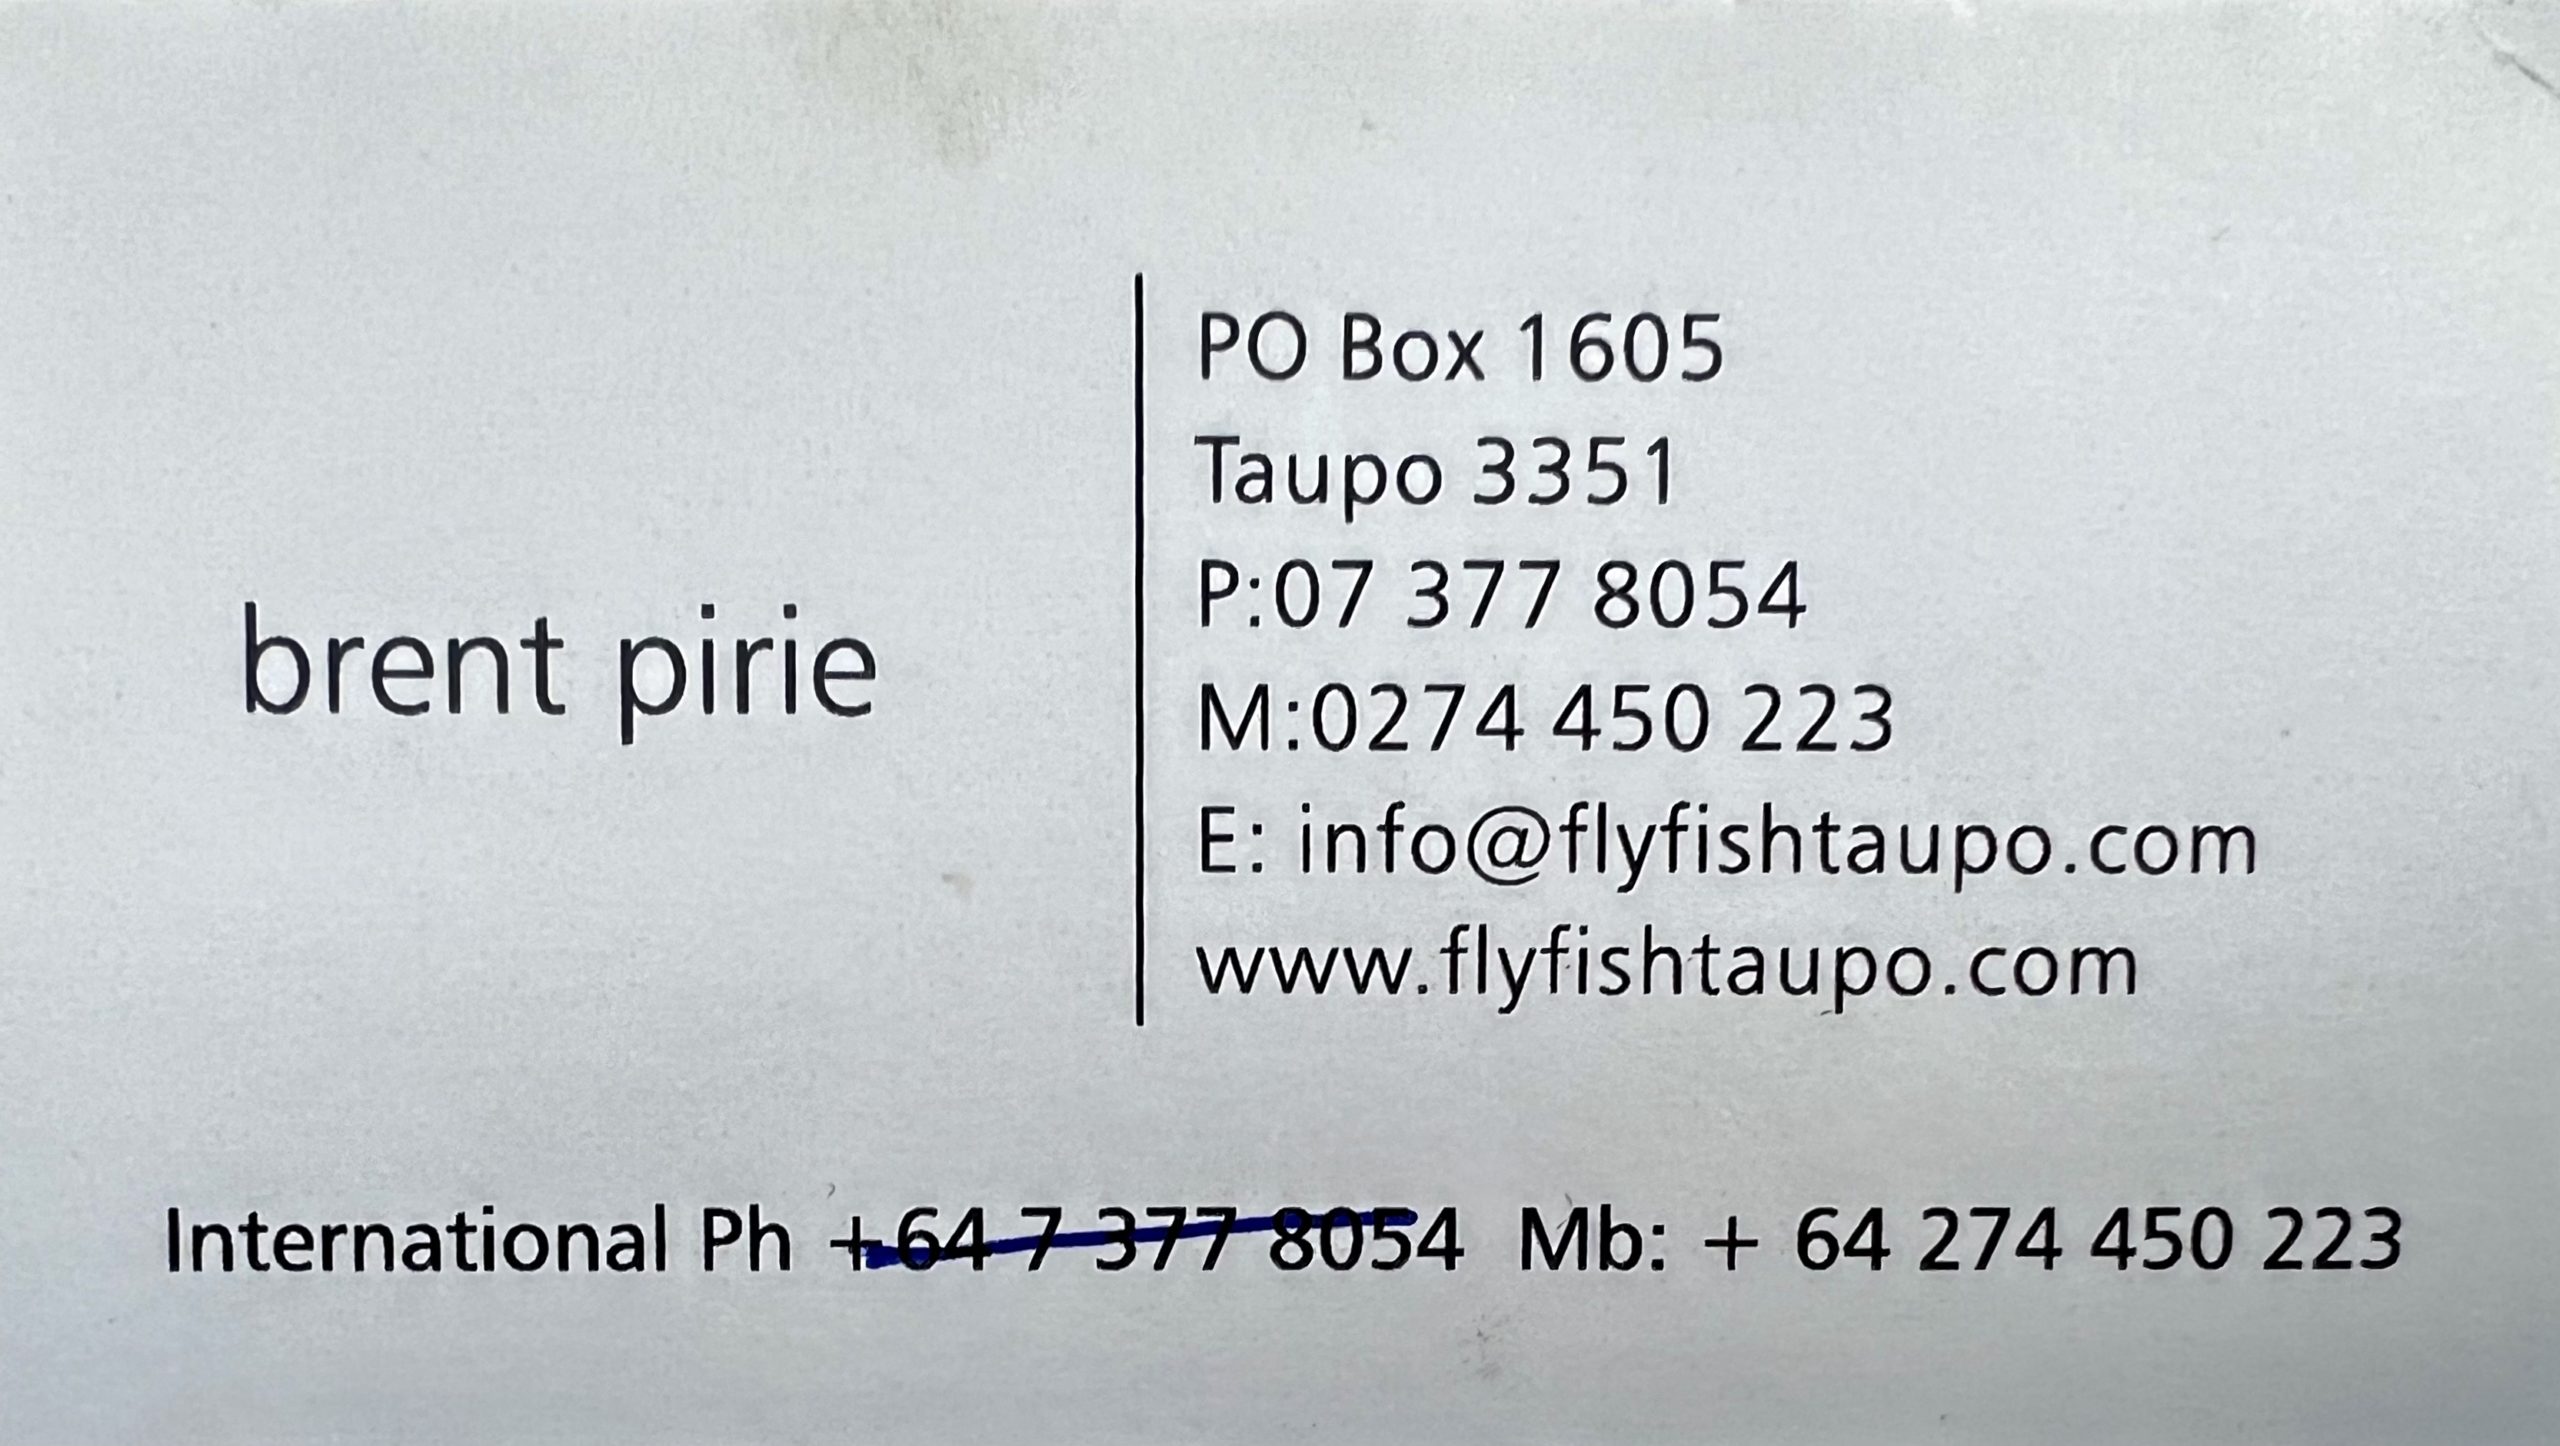 brent pirie
PO Box 1605
Taupo 3351
P:07 377 8054
M:0274 450 223
E: info@flyfishtaupo.com
www.flyfishtaupo.com
International Ph +64 7 377 8054 Mb: + 64 274 450 223